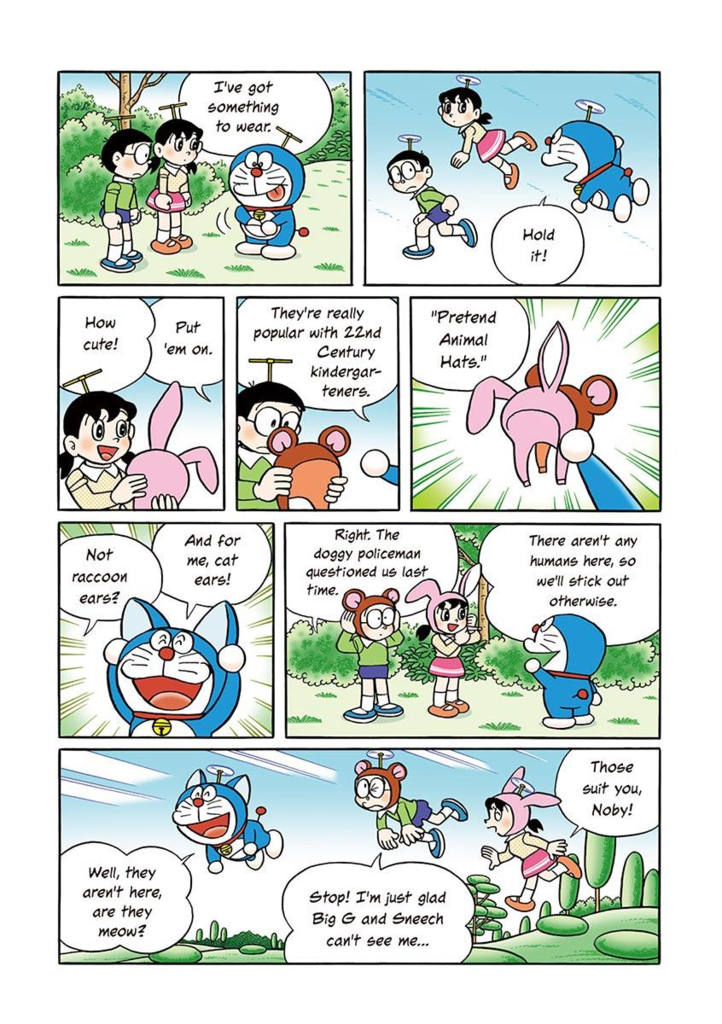 Hold
it!
I've got
something
to wear.
"Pretend
Animal
Hats."
They're really
popular with 22nd
Century
kindergar-
teners.
Put
'em on.
How
cute!
There aren't any
humans here, so
we'll stick out
otherwise.
Right. The
doggy policeman
questioned us last
time.
And for
me, cat
ears!
Not
raccoon
ears?
Those
suit you,
Noby!
Stop! I'm just glad
Big G and Sneech
can't see me...
Well, they
aren't here,
are they
meow?